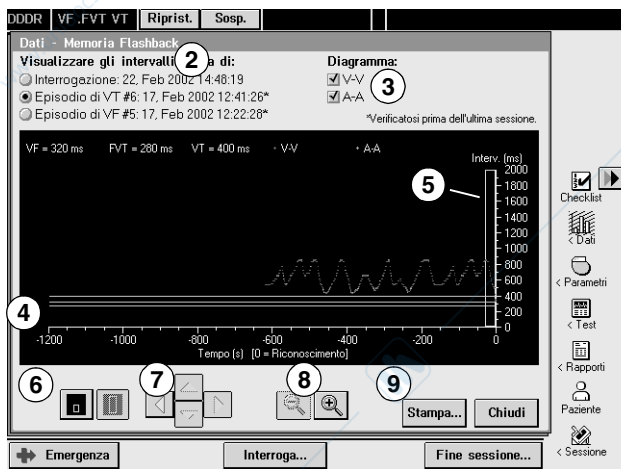 DDDR VF .FVT VT Riprist. Sosp.
Dati - Memoria Flashback
Visualizzare gli intervalli a di:
2
Interrogazione: 22, Feb 2002 14:48:19
Episodio di VT #6: 17, Feb 2002 12:41:26*
Episodio di VF #5: 17, Feb 2002 12:22:28*
Diagramma:
V-V
A-A
3
*Verificatosi prima dell'ultima sessione.
VF = 320 ms FVT = 280 ms VT = 400 ms · V-V · A-A
Interv. (ms)
5
2000
1800
1600
1400
1200
1000
800
600
400
200
0
4
-1200 -1000 -800 -600 -400 -200 0
Tempo (s) [0 = Riconoscimento]
6
7
8
9
Stampa... Chiudi
Emergenza Interroga... Fine sessione...
Checklist
< Dati
< Parametri
< Test
< Rapporti
Paziente
< Sessione